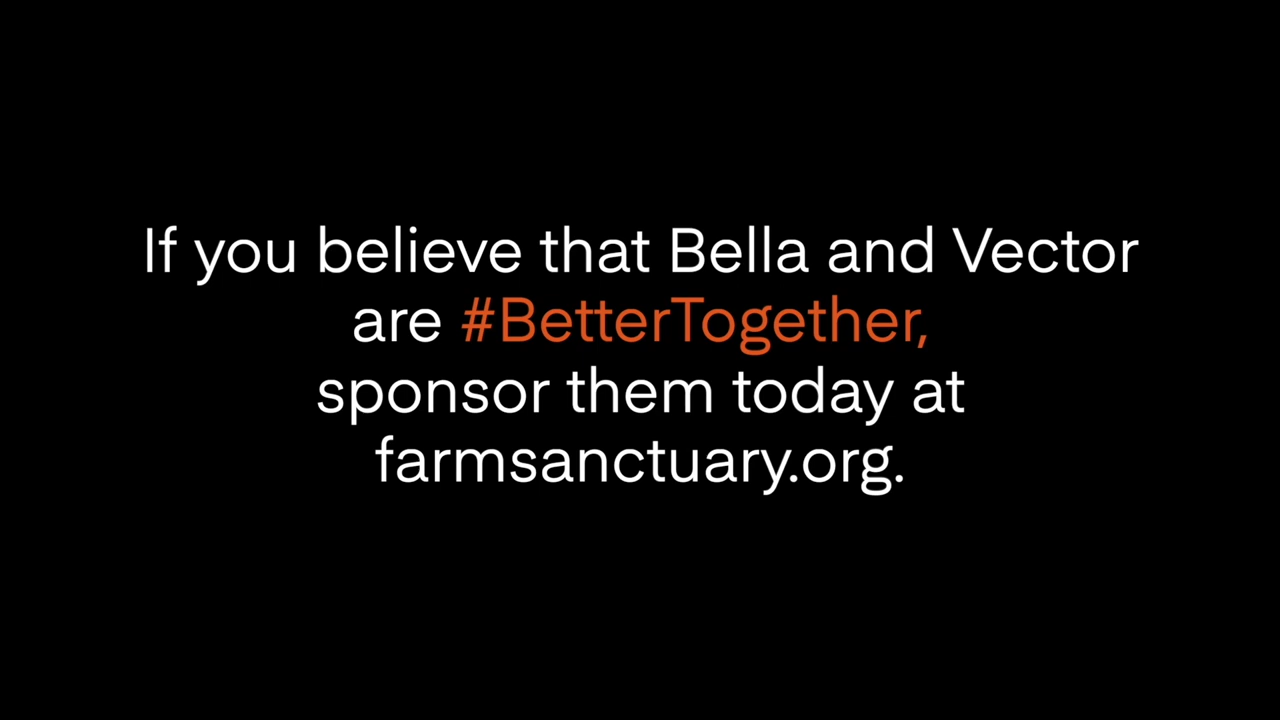 If you believe that Bella and Vector
are #BetterTogether,
sponsor them today at
farmsanctuary.org.